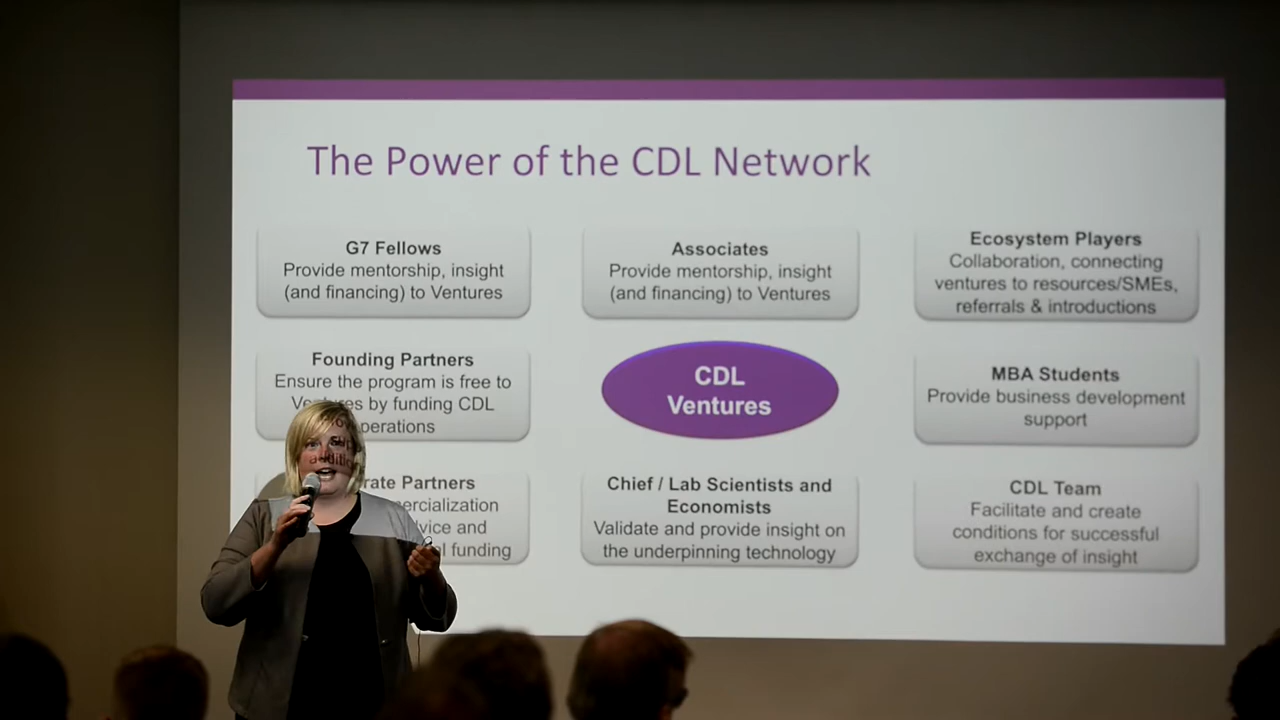 The Power of the CDL Network
G7 Fellows
Provide mentorship, insight
(and financing) to Ventures
Associates
Provide mentorship, insight
(and financing) to Ventures
Ecosystem Players
Collaboration, connecting
ventures to resources/SMEs,
referrals & introductions
Founding Partners
Ensure the program is free to
by funding CDL
CDL
Ventures
MBA Students
Provide business development
support
Partners
and
funding
Chief / Lab Scientists and
Economists
Validate and provide insight on
the underpinning technology
CDL Team
Facilitate and create
conditions for successful
exchange of insight